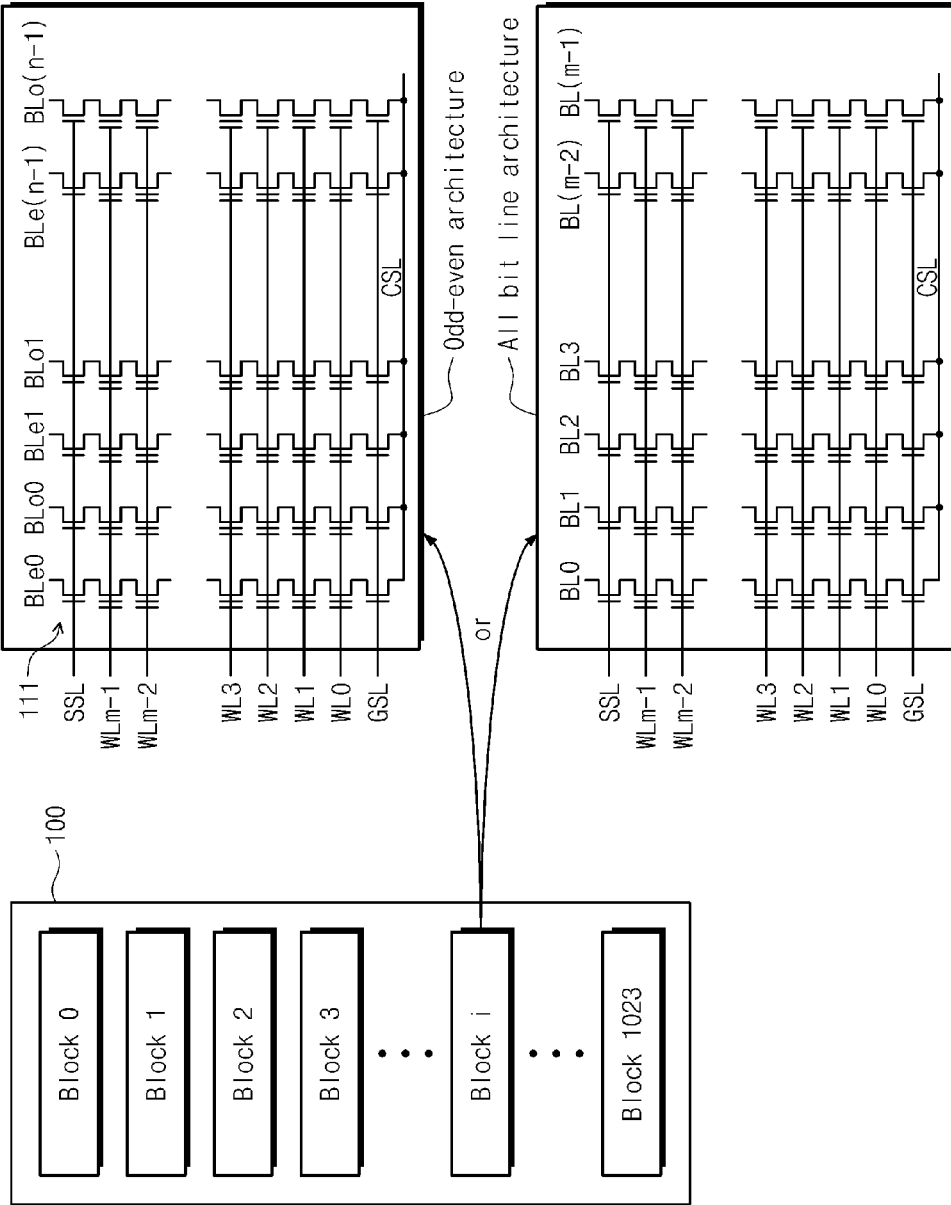 100
Block 0
Block 1
Block 2
Block 3
Block i
Block 1023
or
111
BLe0 BLo0 BLe1 BLo1 BLe(n-1) BLo(n-1)
SSL
WLm-1
WLm-2
WL3
WL2
WL1
WL0
GSL
CSL
Odd-even architecture
All bit line architecture
BL0 BL1 BL2 BL3 BL(m-2) BL(m-1)
SSL
WLm-1
WLm-2
WL3
WL2
WL1
WL0
GSL
CSL